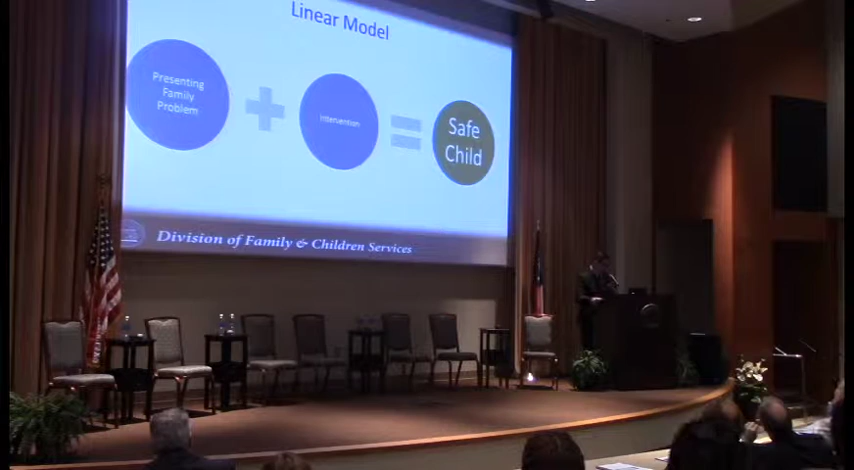 Linear Model
Presenting
Family
Problem
Intervention
Safe
Child
Division of Family & Children Services